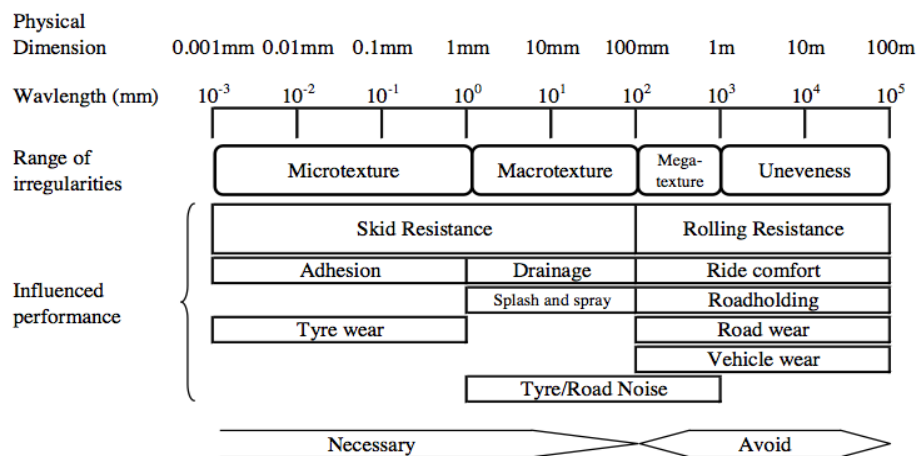 Physical
Dimension 0.001mm 0.01mm 0.1mm 1mm 10mm 100mm 1m 10m 100m
Wavlength (mm) 10⁻³ 10⁻² 10⁻¹ 10⁰ 10¹ 10² 10³ 10⁴ 10⁵
Range of
irregularities
Microtexture Macrotexture Mega-
texture Uneveness
Influenced
performance
Skid Resistance Rolling Resistance
Adhesion Drainage Ride comfort
Splash and spray Roadholding
Tyre wear Road wear
Vehicle wear
Tyre/Road Noise
Necessary Avoid